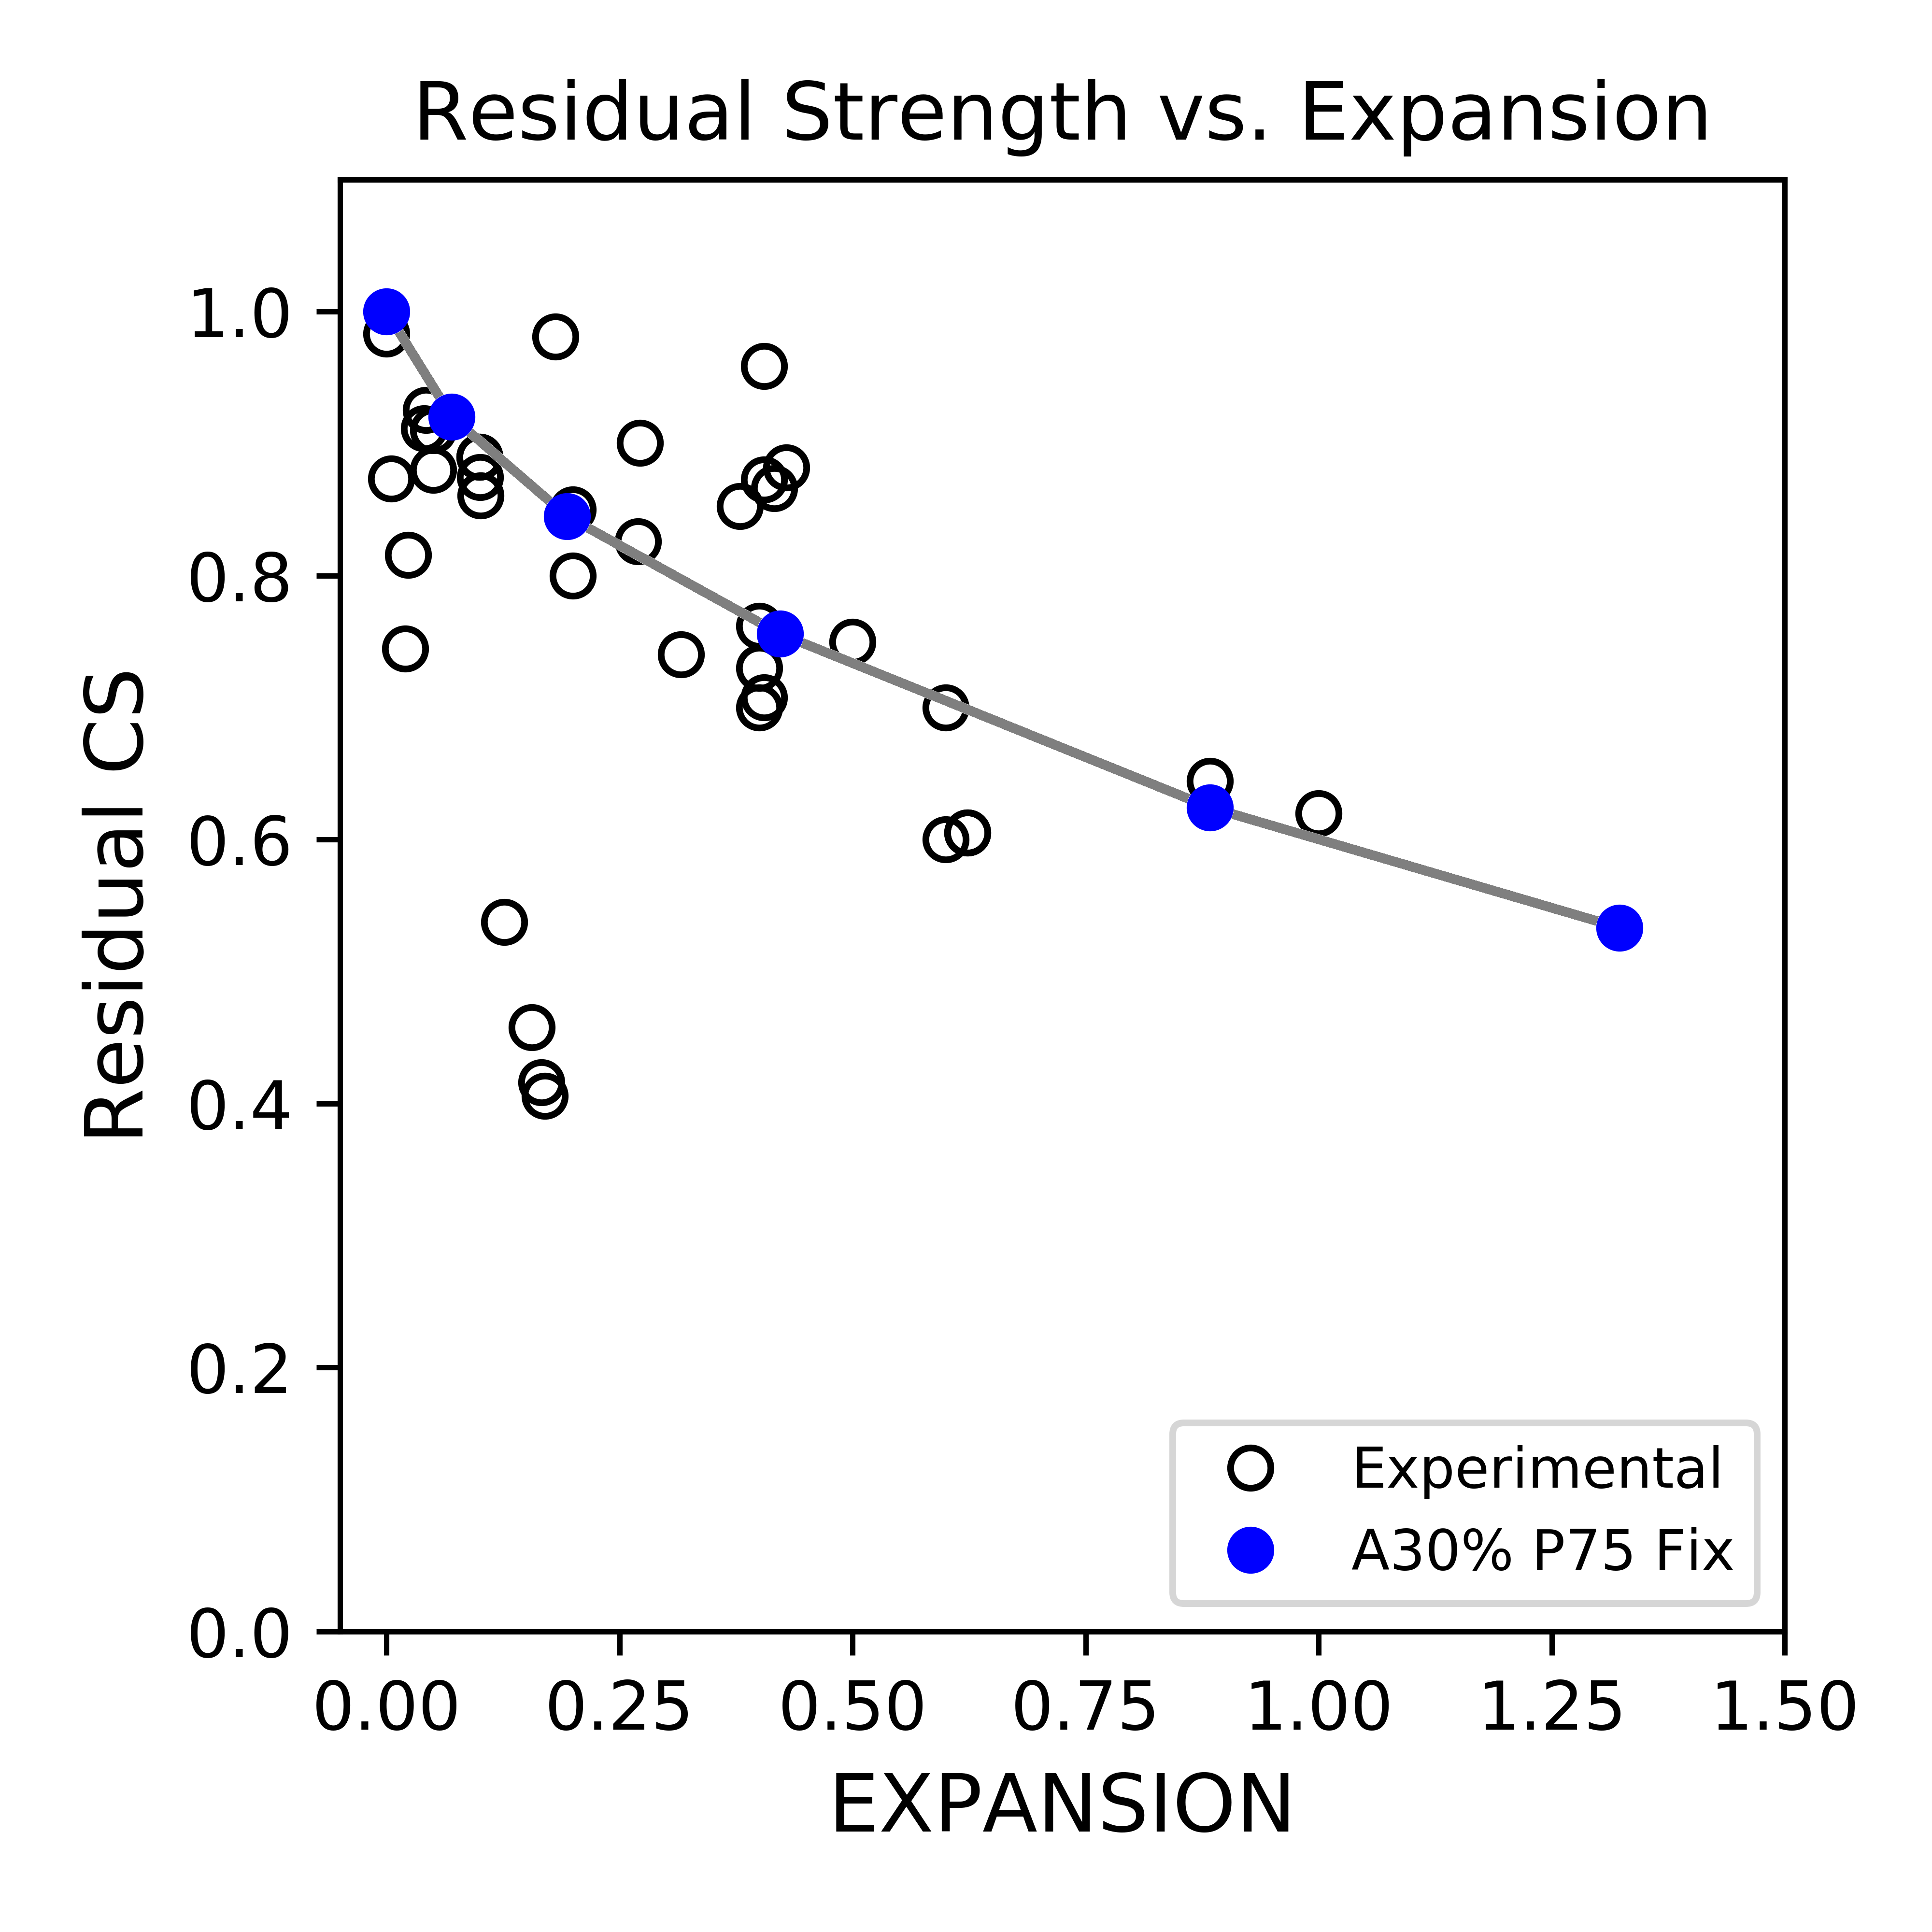 Residual Strength vs. Expansion
Residual CS
1.0
0.8
0.6
0.4
0.2
0.0
0.00 0.25 0.50 0.75 1.00 1.25 1.50
EXPANSION
Experimental
A30% P75 Fix